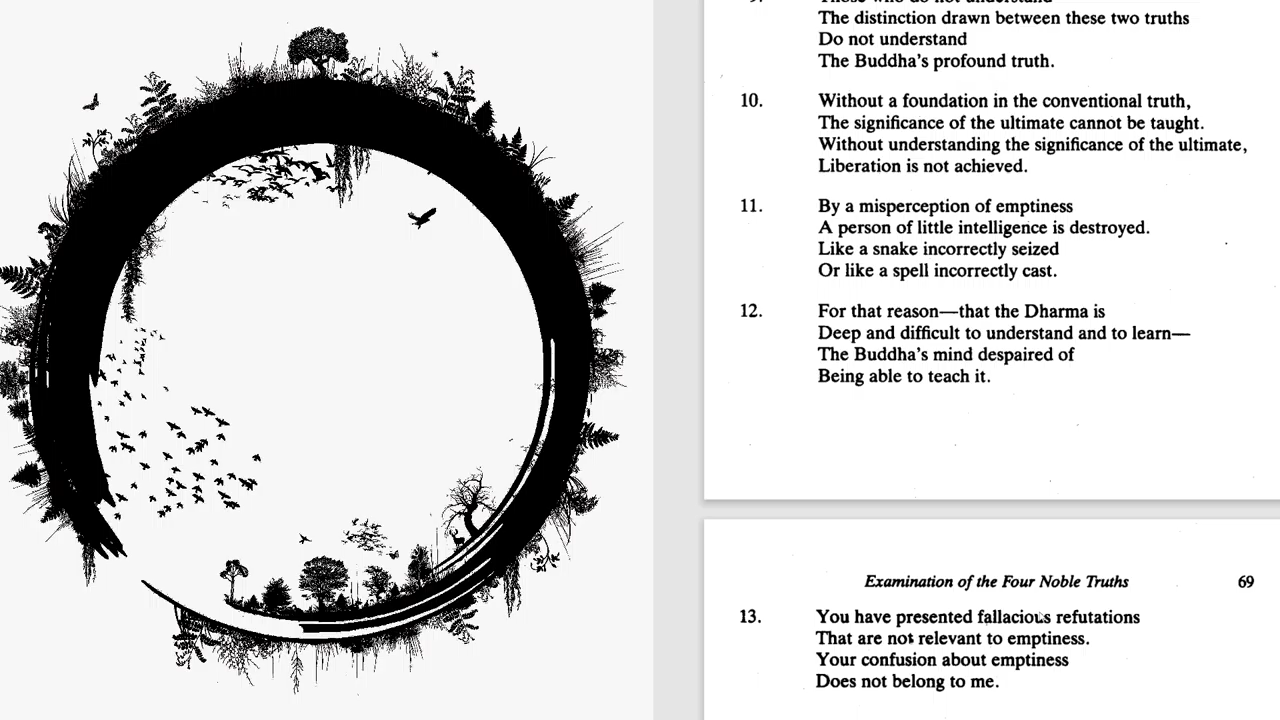 The distinction drawn between these two truths
Do not understand
The Buddha's profound truth.
10. Without a foundation in the conventional truth,
The significance of the ultimate cannot be taught.
Without understanding the significance of the ultimate,
Liberation is not achieved.
11. By a misperception of emptiness
A person of little intelligence is destroyed.
Like a snake incorrectly seized
Or like a spell incorrectly cast.
12. For that reason—that the Dharma is
Deep and difficult to understand and to learn—
The Buddha's mind despaired of
Being able to teach it.
Examination of the Four Noble Truths 69
13. You have presented fallacious refutations
That are not relevant to emptiness.
Your confusion about emptiness
Does not belong to me.